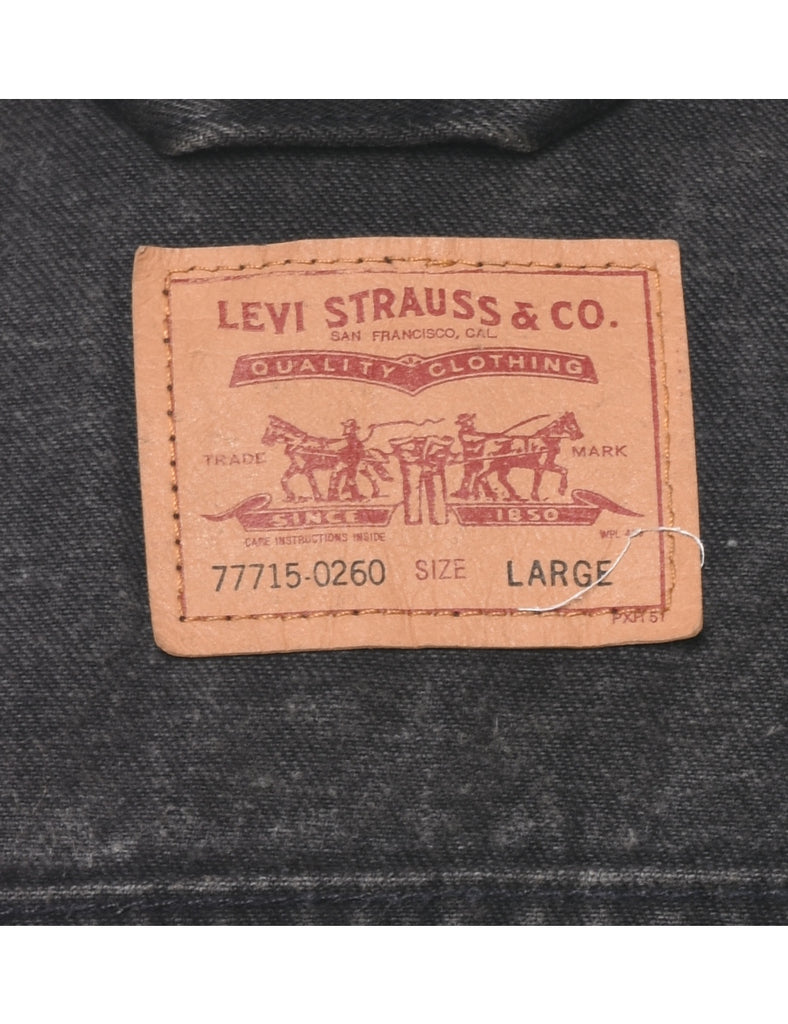 LEVI STRAUSS & CO.
SAN FRANCISCO, CAL
QUALITY CLOTHING
TRADE MARK
SINCE 1850
CARE INSTRUCTIONS INSIDE WPL
77715-0260 SIZE LARGE